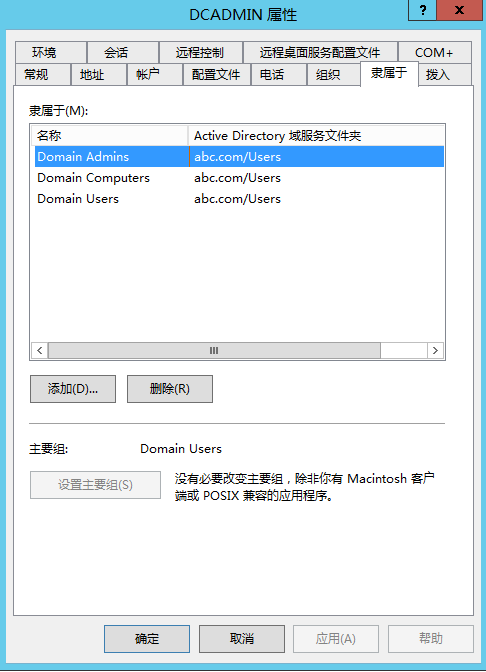 DCADMIN 属性
? x
环境 会话 远程控制 远程桌面服务配置文件 COM+
常规 地址 帐户 配置文件 电话 组织 隶属于 拨入
隶属于(M):
名称 Active Directory 域服务文件夹
Domain Admins abc.com/Users
Domain Computers abc.com/Users
Domain Users abc.com/Users
添加(D)... 删除(R)
主要组: Domain Users
设置主要组(S)
没有必要改变主要组，除非你有 Macintosh 客户
端或 POSIX 兼容的应用程序。
确定 取消 应用(A) 帮助